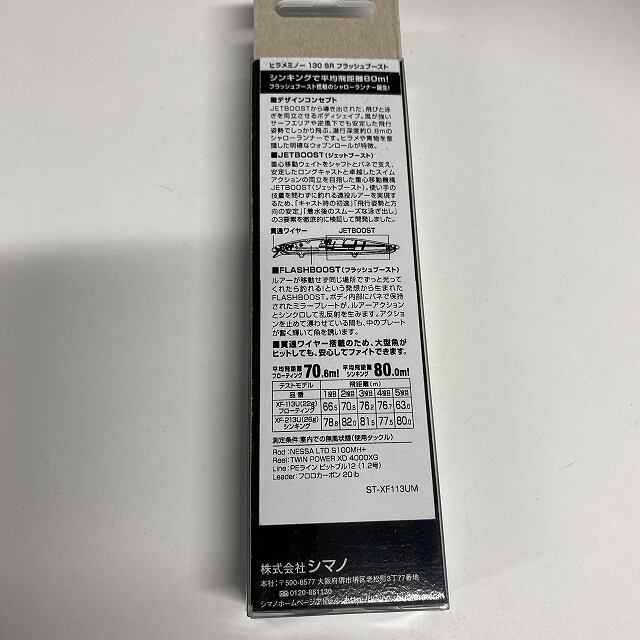 ヒラメミノー 130 SR フラッシュブースト
シンキングで平均飛距離80m!
フラッシュブースト搭載のシャローランナー誕生!
■デザインコンセプト
JETBOOSTから導き出された、飛びと泳
ぎを両立させるボディシェイプ。風が強い
サーフエリアや逆風下でも安定した飛行
姿勢でしっかり飛ぶ、潜行深度約0.8mの
シャローランナーです。ヒラメや青物を意
識した明確なウォブンロールが特徴。
■JETBOOST(ジェットブースト)
重心移動ウェイトをシャフトとバネで支え、
安定したロングキャストと卓越したスイム
アクションの両立を目指した重心移動機構
JETBOOST(ジェットブースト)。使い手の
技量を問わずに釣れる遠投ルアーを実現
するため、「キャスト時の初速」「飛行姿勢と方
向の安定」「着水後のスムーズな泳ぎ出し」
の3要素を徹底的に検証して開発しました。
貫通ワイヤー JETBOOST
■FLASHBOOST(フラッシュブースト)
ルアーが移動せず同じ場所でずっと光って
くれたら釣れる!という発想から生まれた
FLASHBOOST。ボディ内部にバネで保持
されたミラープレートが、ルアーアクション
とシンクロして乱反射を生みます。アクション
を止めて漂わせている間も、中のプレート
が動く輝いて魚を誘います。
■貫通ワイヤー搭載のため、大型魚が
ヒットしても、安心してファイトできます。
平均飛距離 フローティング 70.6m! 平均飛距離 シンキング 80.0m!
テストモデル 飛距離(m)
品番 1投目 2投目 3投目 4投目 5投目
XF-113U(22g) フローティング 66.5 70.5 76.2 76.7 63.0
XF-213U(26g) シンキング 78.8 82.0 81.5 77.5 80.0
測定条件:室内での無風状態(使用タックル)
Rod : NESSA LTD S100MH+
Reel : TWIN POWER XD 4000XG
Line : PEライン ピットブル12 (1.2号)
Leader : フロロカーボン 20 lb
ST-XF113UM
株式会社シマノ
本社:〒590-8577 大阪府堺市堺区老松町3丁77番地
0120-861130
シマノホームページアドレス